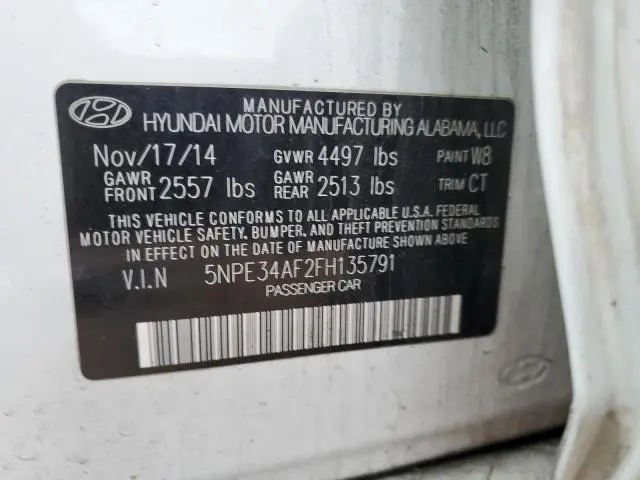 MANUFACTURED BY
HYUNDAI MOTOR MANUFACTURING ALABAMA, LLC
Nov/17/14 GVWR 4497 lbs PAINT W8
GAWR FRONT 2557 lbs GAWR REAR 2513 lbs TRIM CT
THIS VEHICLE CONFORMS TO ALL APPLICABLE U.S.A. FEDERAL
MOTOR VEHICLE SAFETY, BUMPER, AND THEFT PREVENTION STANDARDS
IN EFFECT ON THE DATE OF MANUFACTURE SHOWN ABOVE
V.I.N 5NPE34AF2FH135791
PASSENGER CAR